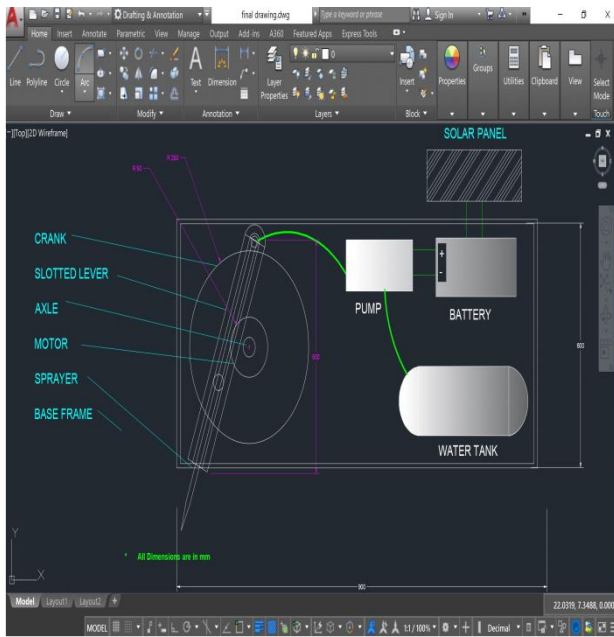 A.
Drafting & Annotation
final drawing.dwg
Type a keyword or phrase
Sign In
Home Insert Annotate Parametric View Manage Output Add-ins A360 Featured Apps Express Tools
Line Polyline Circle Arc
Text Dimension
Layer Properties
Insert
Properties
Groups
Utilities
Clipboard
View
Select Mode
Draw Modify Annotation Layers Block Touch
[Top][2D Wireframe]
SOLAR PANEL
CRANK
SLOTTED LEVER
AXLE
MOTOR
SPRAYER
BASE FRAME
+
-
PUMP
BATTERY
600
WATER TANK
Y
X
* All Dimensions are in mm
900
Model Layout1 Layout2 +
22.0319, 7.3488, 0.000
MODEL
1:1 / 100%
Decimal